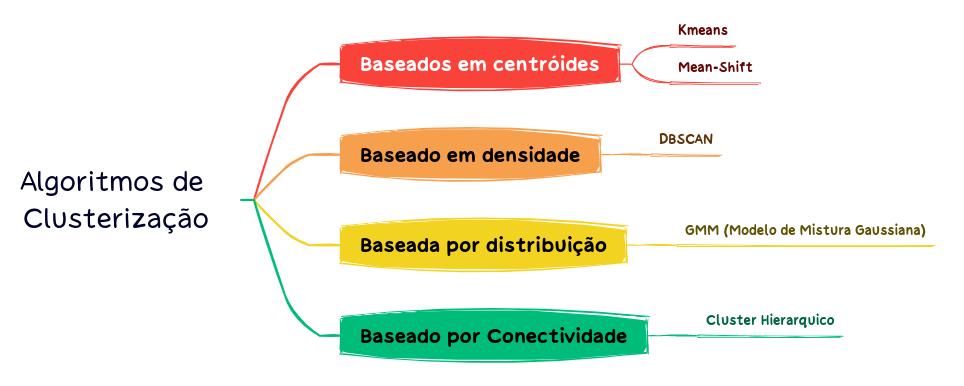 Algoritmos de
Clusterização
Baseados em centróides
Kmeans
Mean-Shift
Baseado em densidade
DBSCAN
Baseada por distribuição
GMM (Modelo de Mistura Gaussiana)
Baseado por Conectividade
Cluster Hierarquico